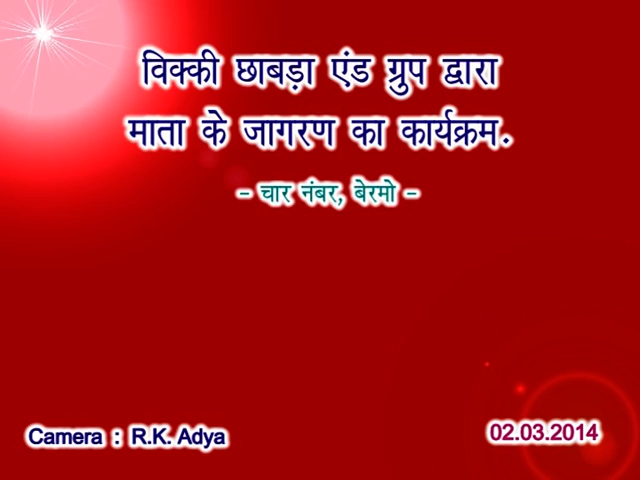 विक्की छाबड़ा एंड ग्रुप द्वारा
माता के जागरण का कार्यक्रम.
- चार नंबर, बेरमो -
Camera : R.K. Adya
02.03.2014